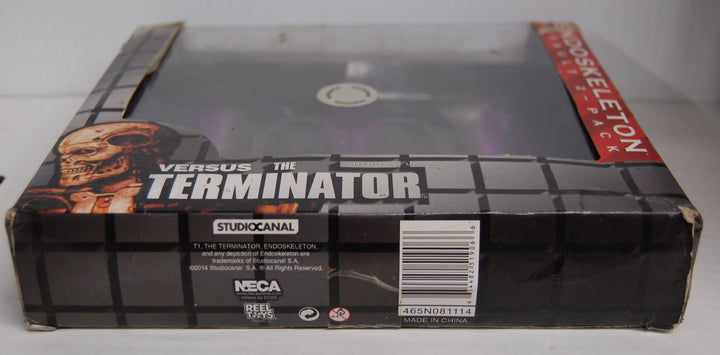 ENDOSKELETON
VAULT 2-PACK
VERSUS THE
TERMINATOR
STUDIOCANAL
T1, THE TERMINATOR, ENDOSKELETON,
and any depiction of Endoskeleton are
trademarks of Studiocanal S.A.
©2014 Studiocanal S.A. ® All Rights Reserved.
NECA
REEL
TOYS
465N081114
MADE IN CHINA